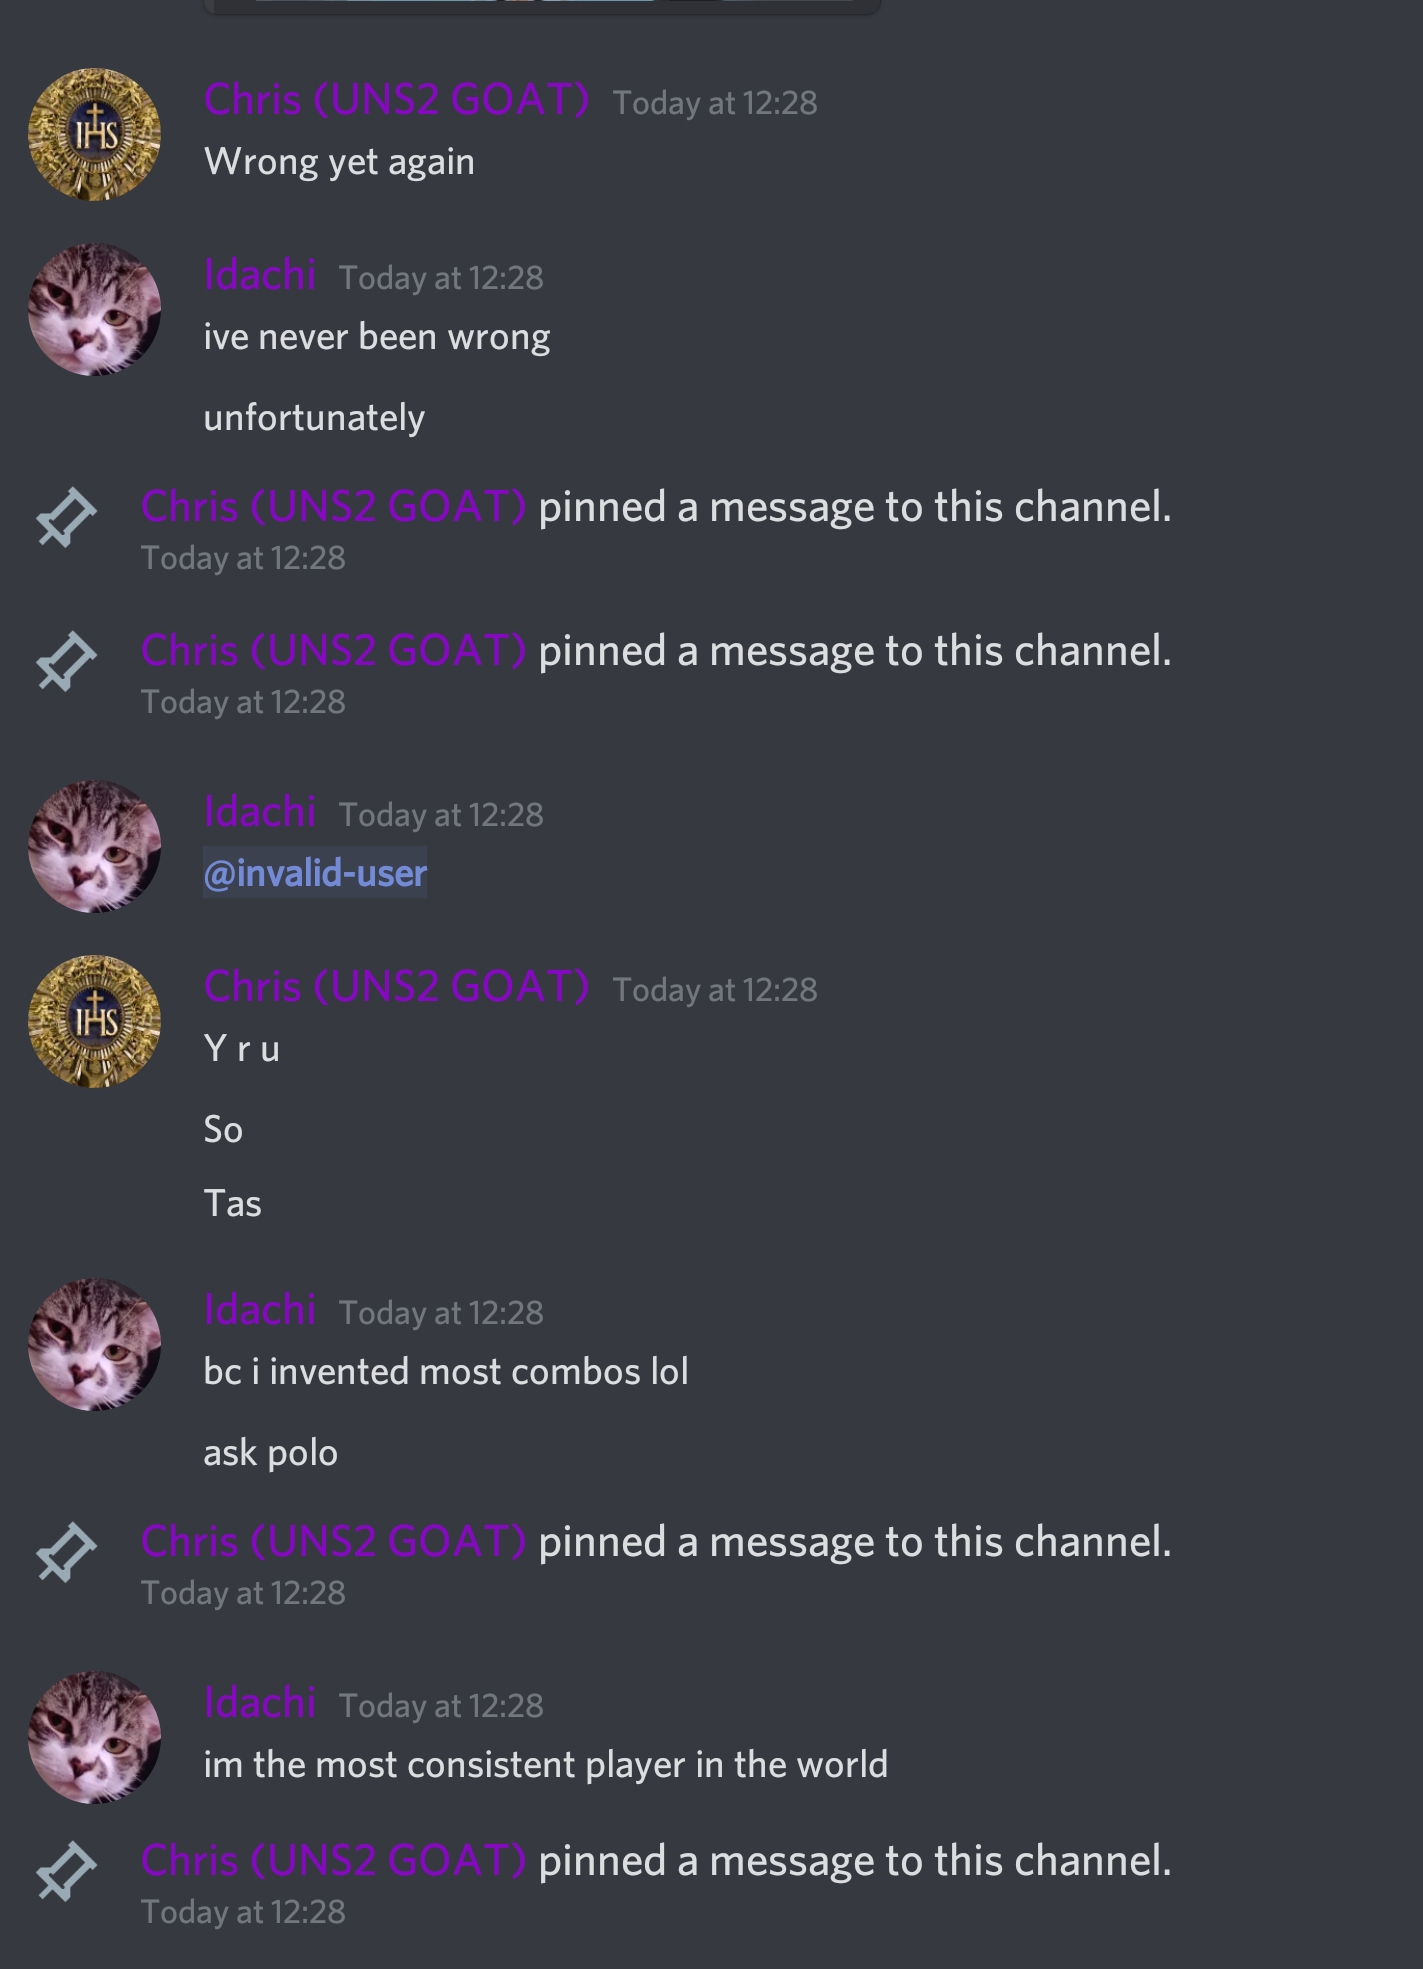 IHS
Chris (UNS2 GOAT) Today at 12:28
Wrong yet again
Idachi Today at 12:28
ive never been wrong
unfortunately
Chris (UNS2 GOAT) pinned a message to this channel.
Today at 12:28
Chris (UNS2 GOAT) pinned a message to this channel.
Today at 12:28
Idachi Today at 12:28
@invalid-user
IHS
Chris (UNS2 GOAT) Today at 12:28
Y r u
So
Tas
Idachi Today at 12:28
bc i invented most combos lol
ask polo
Chris (UNS2 GOAT) pinned a message to this channel.
Today at 12:28
Idachi Today at 12:28
im the most consistent player in the world
Chris (UNS2 GOAT) pinned a message to this channel.
Today at 12:28